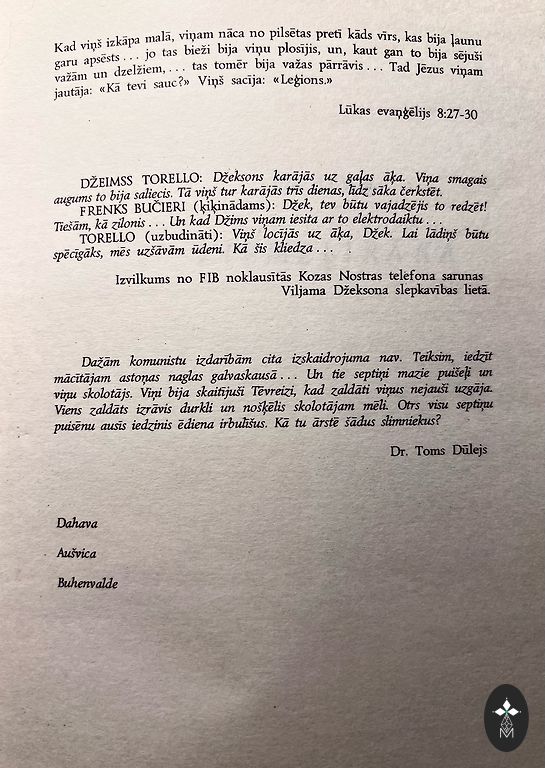 Kad viņš izkāpa malā, viņam nāca no pilsētas pretī kāds vīrs, kas bija ļaunu
garu apsēsts . . . jo tas bieži bija viņu plosījis, un, kaut gan to bija sējuši
važām un dzelžiem, . . . tas tomēr bija važas pārrāvis . . . Tad Jēzus viņam
jautāja: «Kā tevi sauc?» Viņš sacīja: «Leģions.»
Lūkas evaņģēlijs 8:27-30
DŽEIMSS TORELLO: Džeksons karājās uz gaļas āķa. Viņa smagais
augums to bija saliecis. Tā viņš tur karājās trīs dienas, līdz sāka čerkstēt.
FRENKS BUČIERI (ķiķinādams): Džek, tev būtu vajadzējis to redzēt!
Tiešām, kā zilonis . . . Un kad Džims viņam iesita ar to elektrodaiktu . . .
TORELLO (uzbudināti): Viņš locījās uz āķa, Džek. Lai lādiņš būtu
spēcīgāks, mēs uzšāvām ūdeni. Kā šis kliedza . . .
Izvilkums no FIB noklausītās Kozas Nostras telefona sarunas
Viljama Džeksona slepkavības lietā.
Dažām komunistu izdarībām cita izskaidrojuma nav. Teiksim, iedzīt
mācītājam astoņas naglas galvaskausā . . . Un tie septiņi mazie puišeļi un
viņu skolotājs. Viņi bija skaitījuši Tēvreizi, kad zaldāti viņus nejauši uzgāja.
Viens zaldāts izrāvis durkli un nošķēlis skolotājam mēli. Otrs visu septiņu
puisēnu ausīs iedzinis ēdiena irbulīšus. Kā tu ārstē šādus slimniekus?
Dr. Toms Dūlejs
Dahava
Aušvica
Buhenvalde